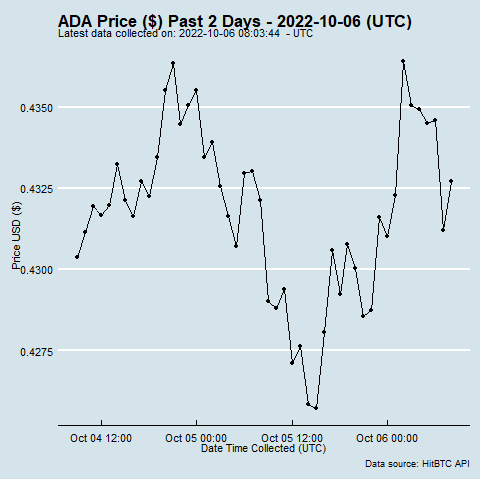 ADA Price ($) Past 2 Days - 2022-10-06 (UTC)
Latest data collected on: 2022-10-06 08:03:44 - UTC
Price USD ($)
0.4350
0.4325
0.4300
0.4275
Oct 04 12:00 Oct 05 00:00 Oct 05 12:00 Oct 06 00:00
Date Time Collected (UTC)
Data source: HitBTC API